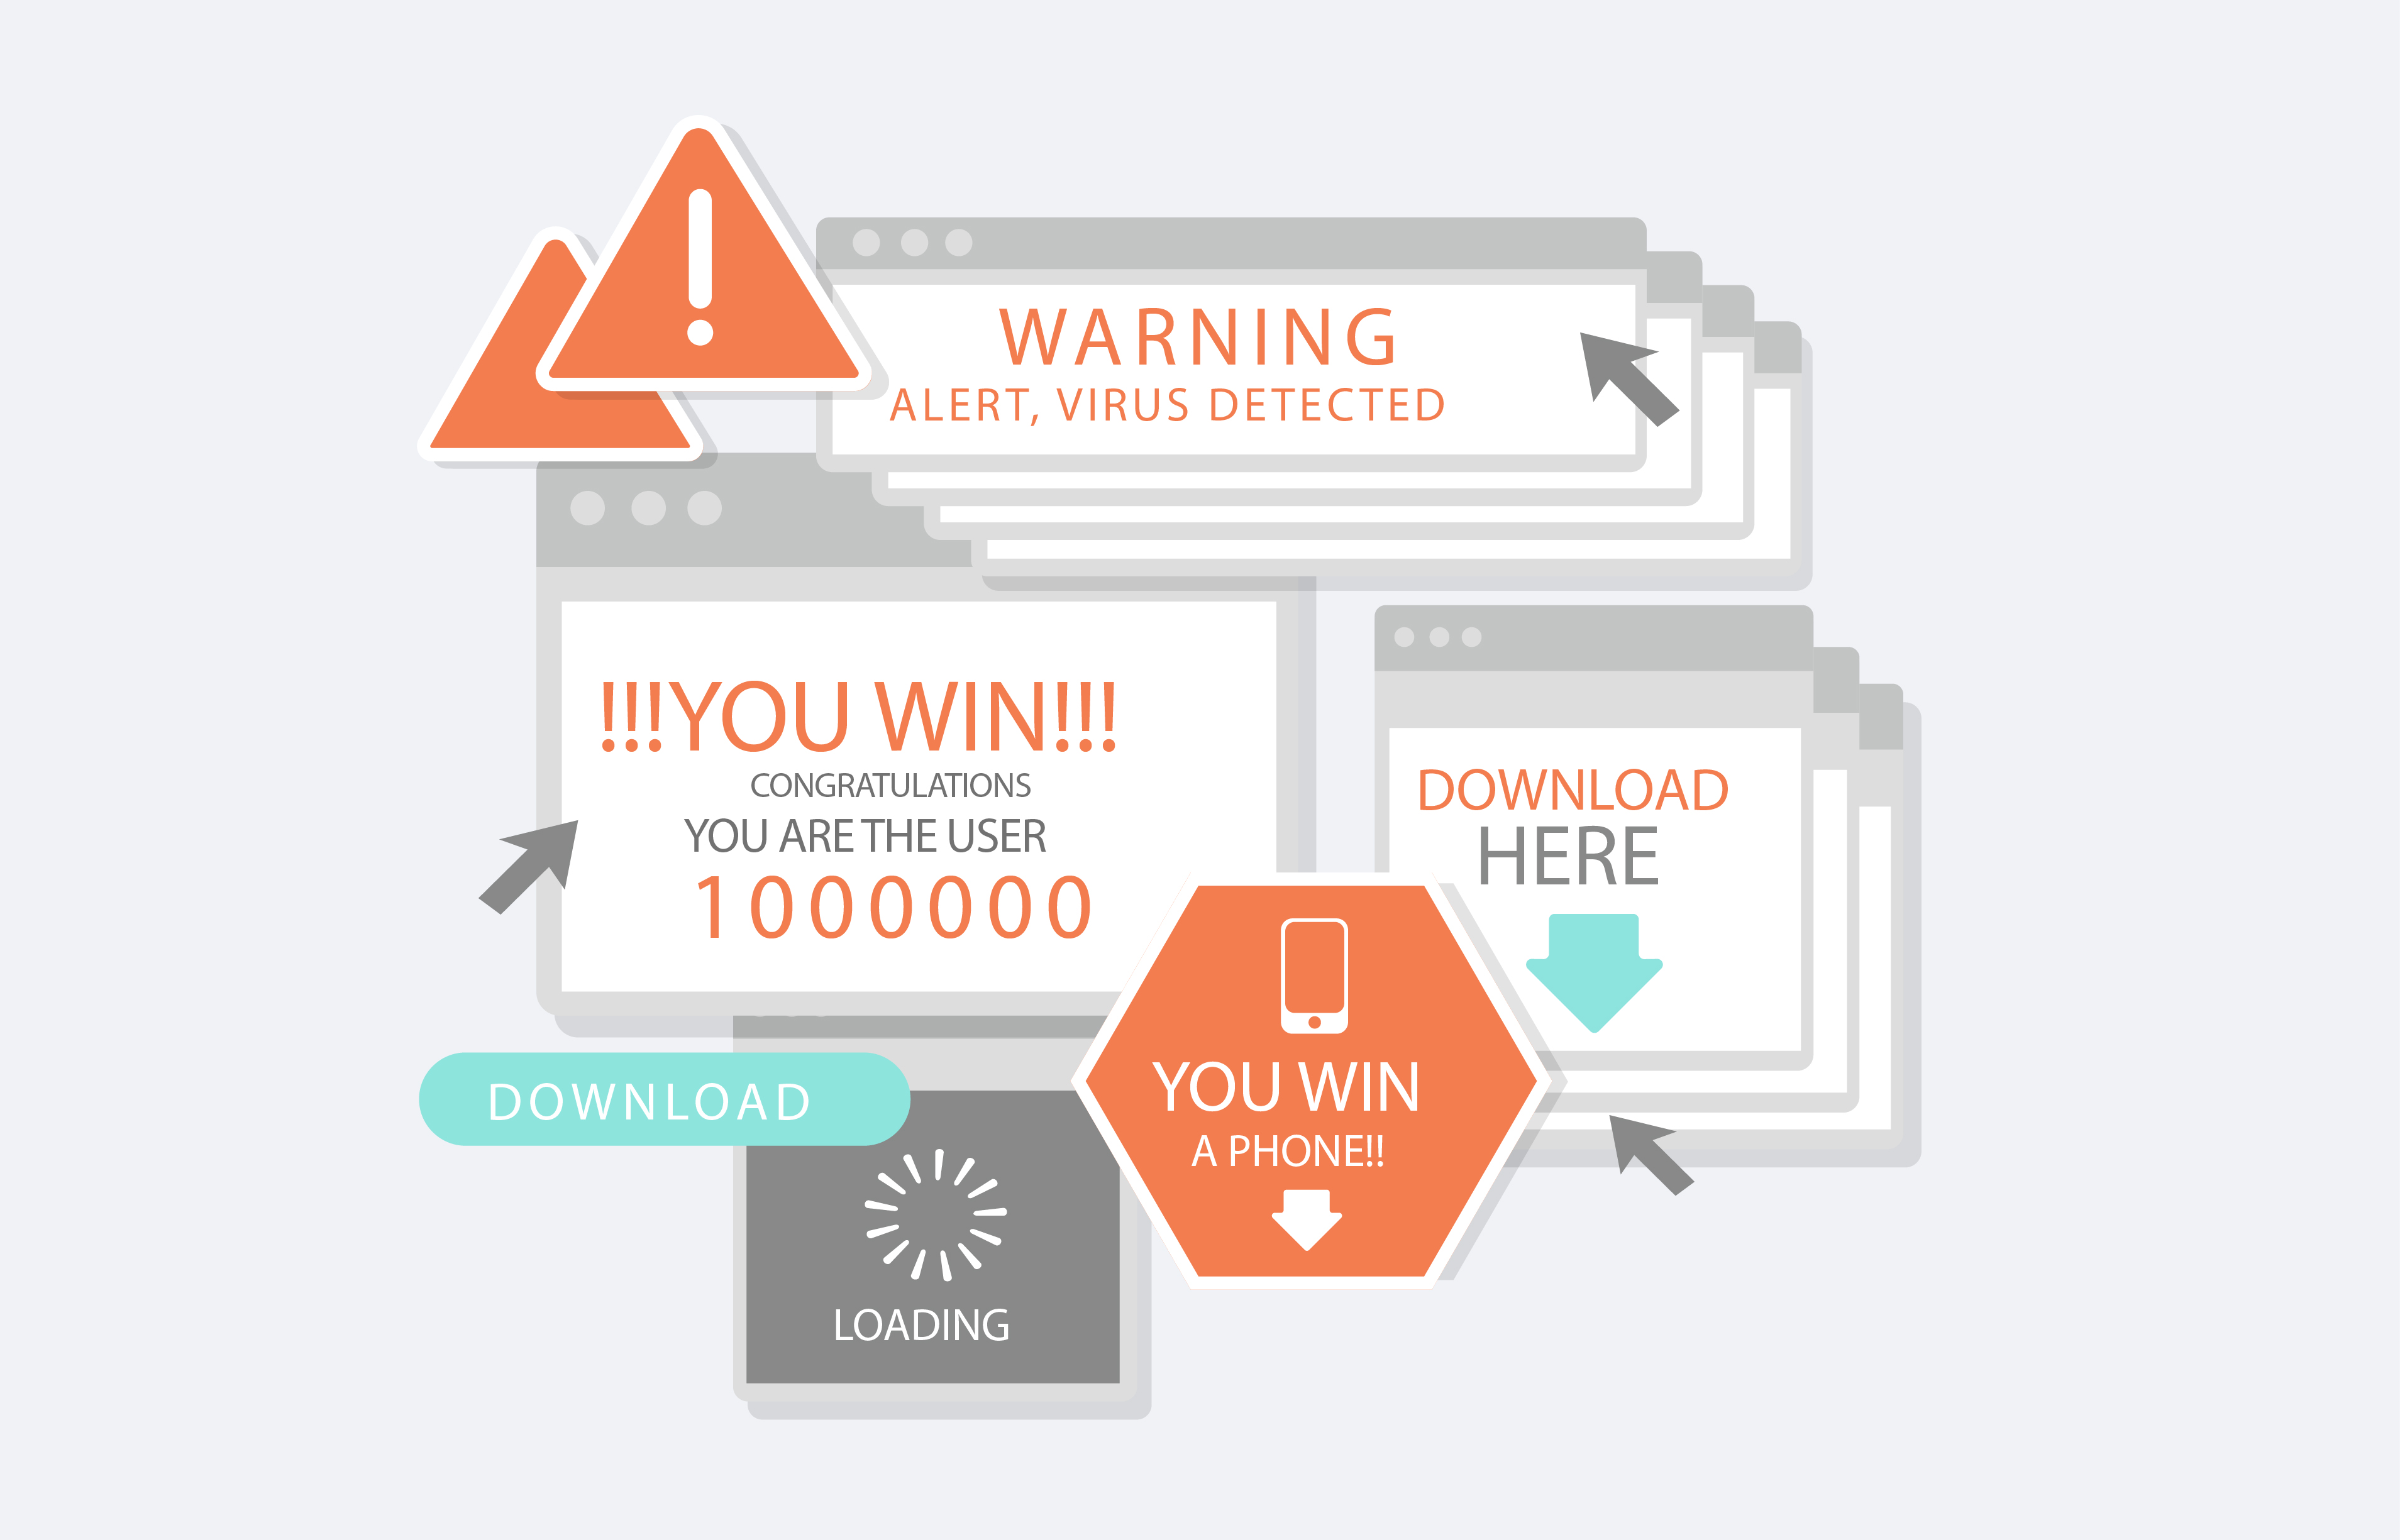 WARNING
ALERT, VIRUS DETECTED
!!!YOU WIN!!!
CONGRATULATIONS
YOU ARE THE USER
1000000
DOWNLOAD
HERE
YOU WIN
A PHONE!!
DOWNLOAD
LOADING